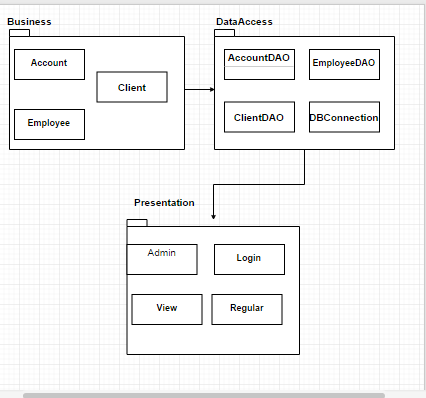 Business
DataAccess
Account
Client
Employee
AccountDAO
EmployeeDAO
ClientDAO
DBConnection
Presentation
Admin
Login
View
Regular